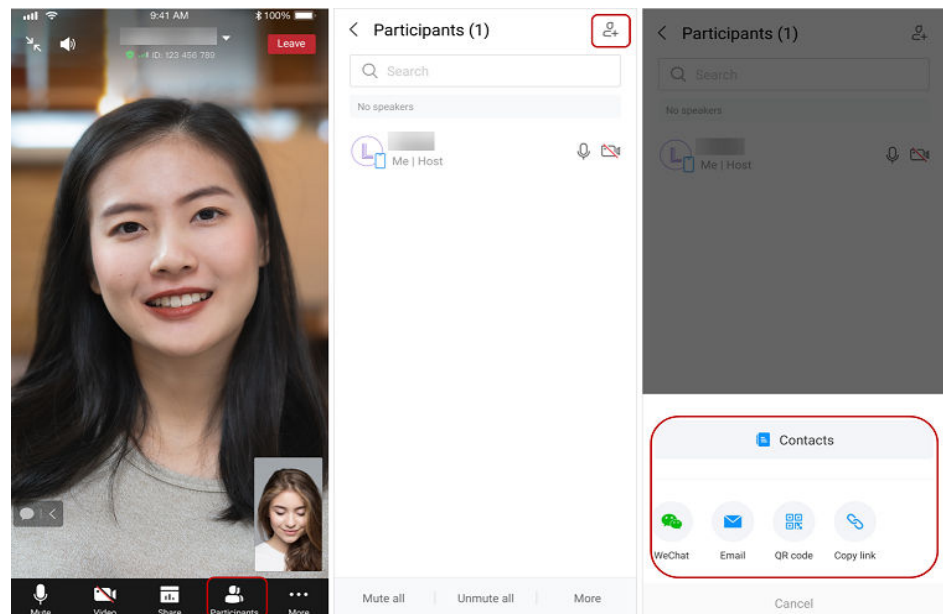 9:41 AM
100%
ID: 123 456 789
Leave
Mute
Video
Share
Participants
More
Participants (1)
Search
No speakers
L
Me | Host
Mute all
Unmute all
More
Participants (1)
Search
No speakers
L
Me | Host
Contacts
WeChat
Email
QR code
Copy link
Cancel